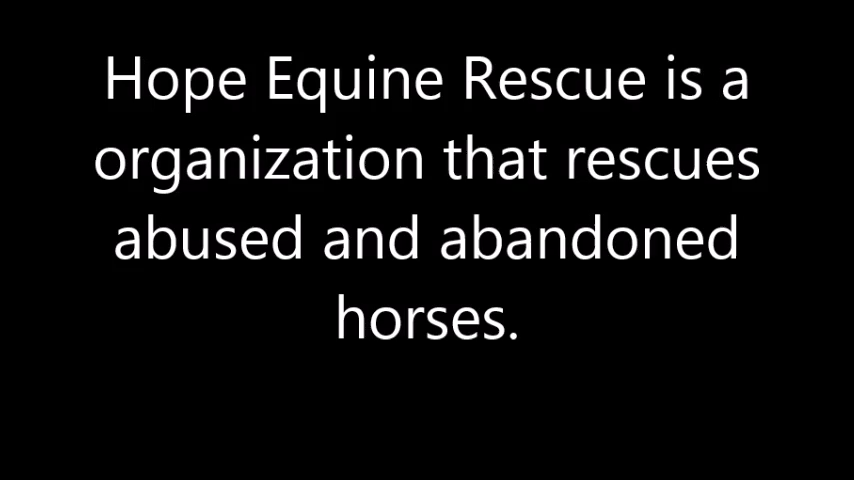 Hope Equine Rescue is a
organization that rescues
abused and abandoned
horses.